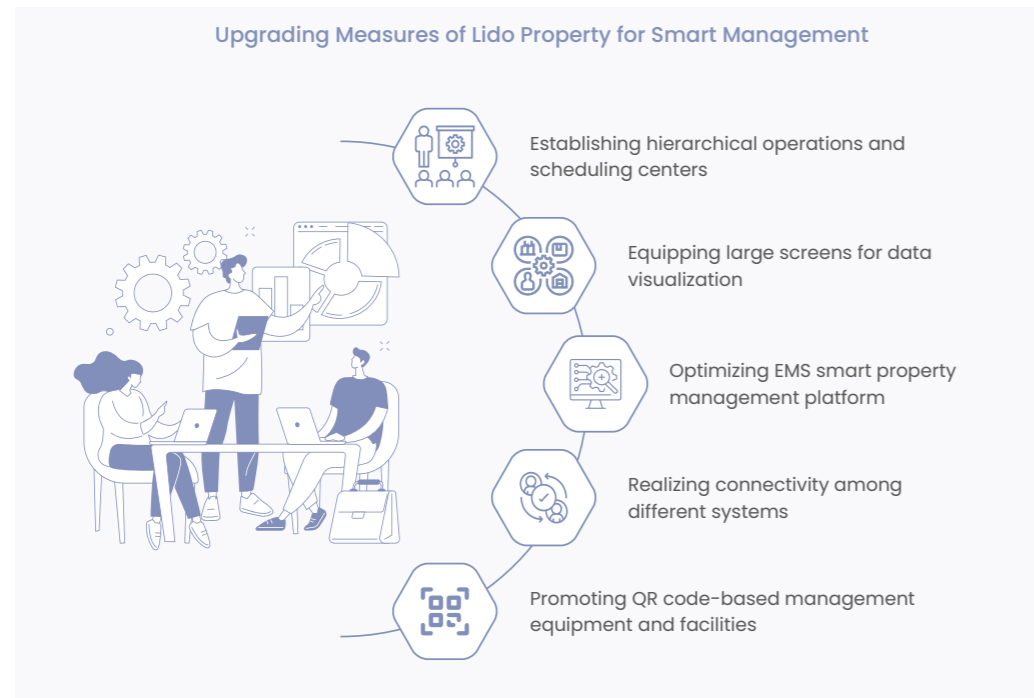 Upgrading Measures of Lido Property for Smart Management
Establishing hierarchical operations and
scheduling centers
Equipping large screens for data
visualization
Optimizing EMS smart property
management platform
Realizing connectivity among
different systems
Promoting QR code-based management
equipment and facilities